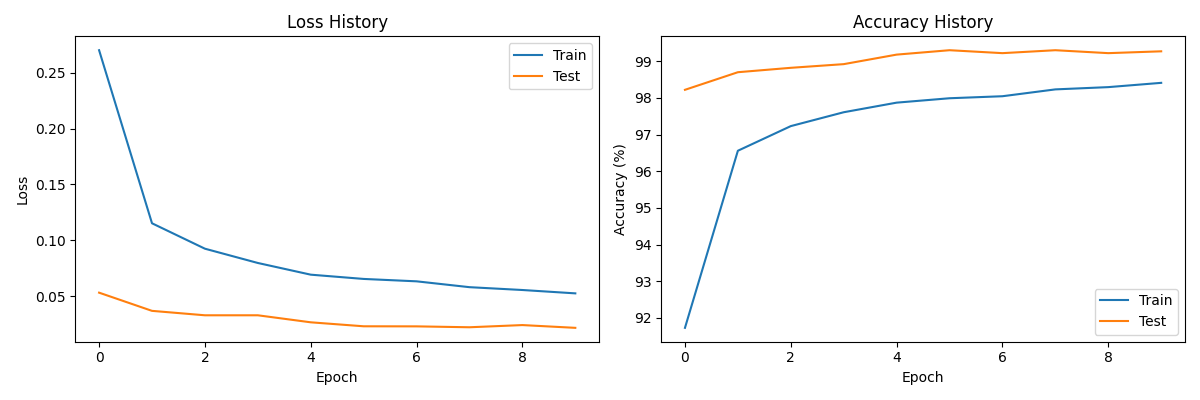 Loss History
Train
Test
0.25
0.20
0.15
0.10
0.05
Loss
0 2 4 6 8
Epoch
Accuracy History
99
98
97
96
95
94
93
92
Accuracy (%)
Train
Test
0 2 4 6 8
Epoch